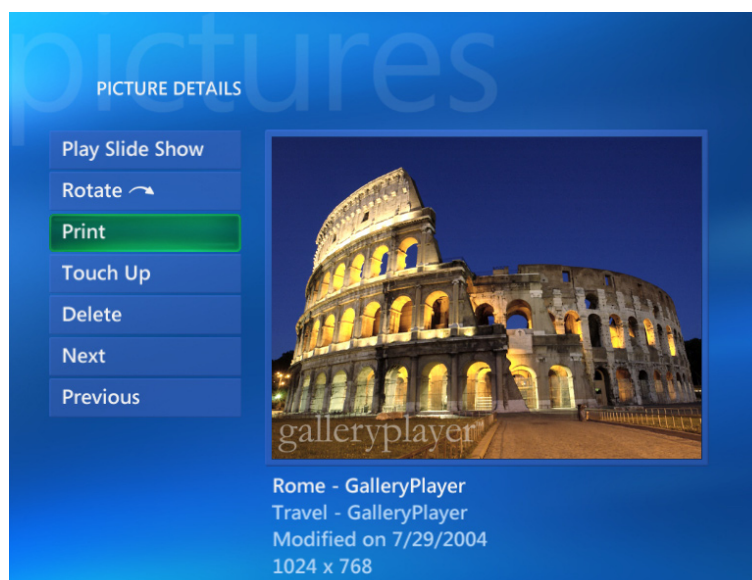 pictures
PICTURE DETAILS
Play Slide Show
Rotate
Print
Touch Up
Delete
Next
Previous
galleryplayer
Rome - GalleryPlayer
Travel - GalleryPlayer
Modified on 7/29/2004
1024 x 768